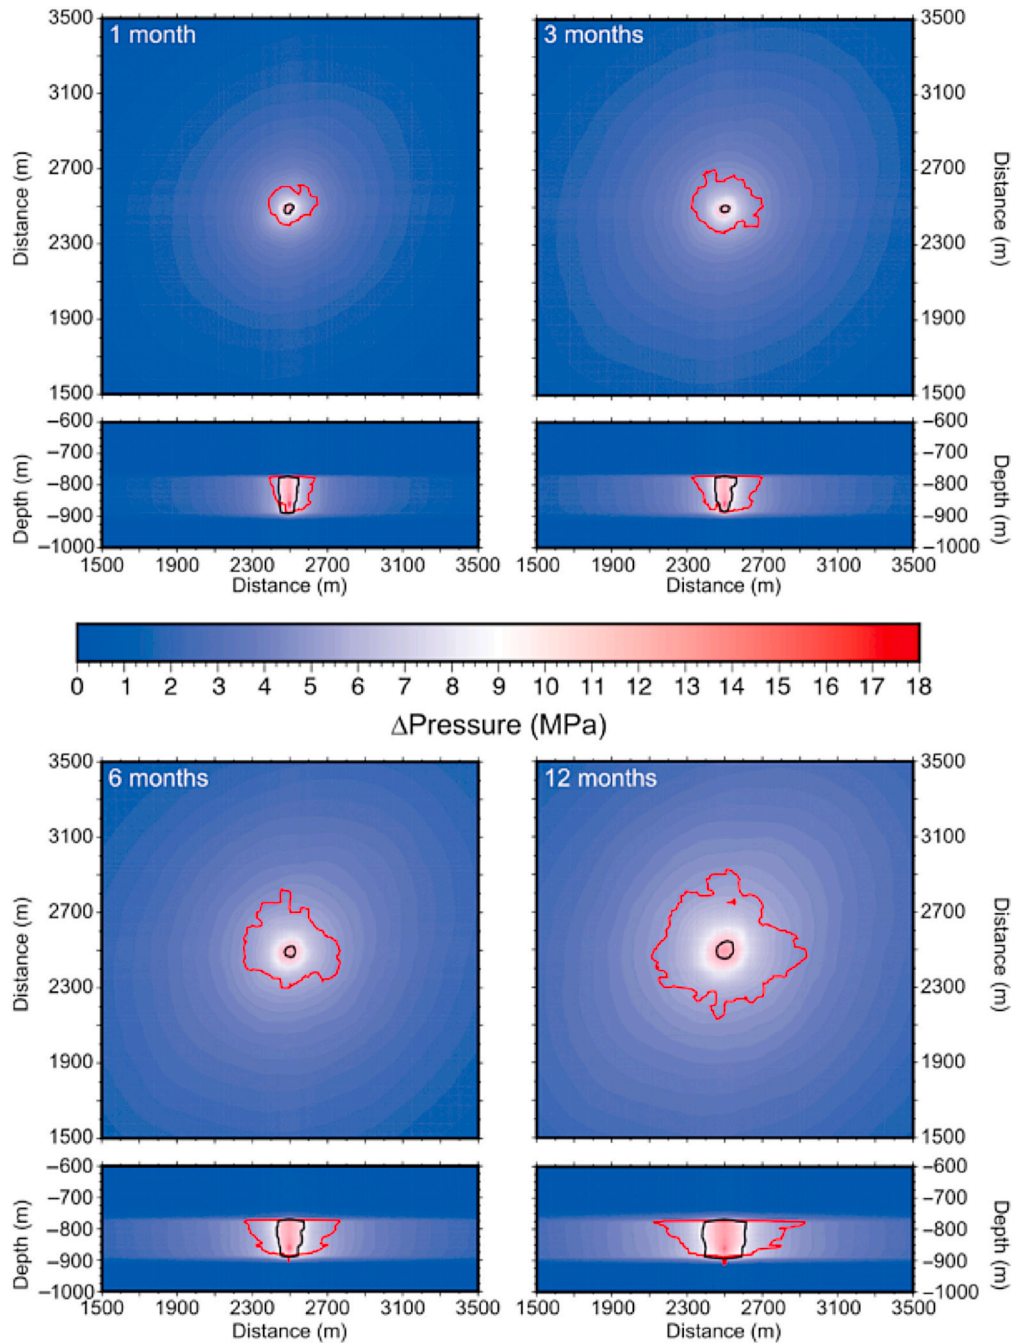 1 month
3500
3100
2700
2300
1900
1500
Distance (m)
3 months
3500
3100
2700
2300
1900
1500
Distance (m)
−600
−700
−800
−900
−1000
Depth (m)
1500 1900 2300 2700 3100 3500
Distance (m)
−600
−700
−800
−900
−1000
Depth (m)
1500 1900 2300 2700 3100 3500
Distance (m)
0 1 2 3 4 5 6 7 8 9 10 11 12 13 14 15 16 17 18
ΔPressure (MPa)
6 months
3500
3100
2700
2300
1900
1500
Distance (m)
12 months
3500
3100
2700
2300
1900
1500
Distance (m)
−600
−700
−800
−900
−1000
Depth (m)
1500 1900 2300 2700 3100 3500
Distance (m)
−600
−700
−800
−900
−1000
Depth (m)
1500 1900 2300 2700 3100 3500
Distance (m)